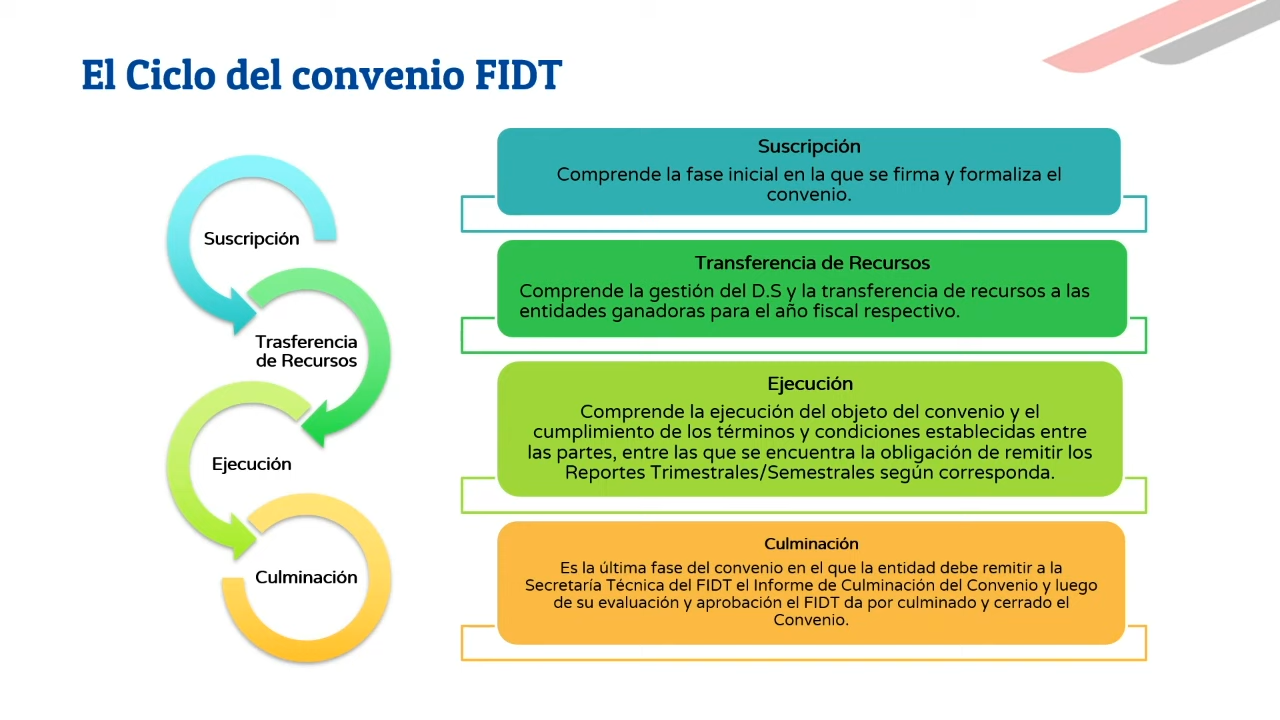 El Ciclo del convenio FIDT
Suscripción
Trasferencia
de Recursos
Ejecución
Culminación
Suscripción
Comprende la fase inicial en la que se firma y formaliza el
convenio.
Transferencia de Recursos
Comprende la gestión del D.S y la transferencia de recursos a las
entidades ganadoras para el año fiscal respectivo.
Ejecución
Comprende la ejecución del objeto del convenio y el
cumplimiento de los términos y condiciones establecidas entre
las partes, entre las que se encuentra la obligación de remitir los
Reportes Trimestrales/Semestrales según corresponda.
Culminación
Es la última fase del convenio en el que la entidad debe remitir a la
Secretaría Técnica del FIDT el Informe de Culminación del Convenio y luego
de su evaluación y aprobación el FIDT da por culminado y cerrado el
Convenio.